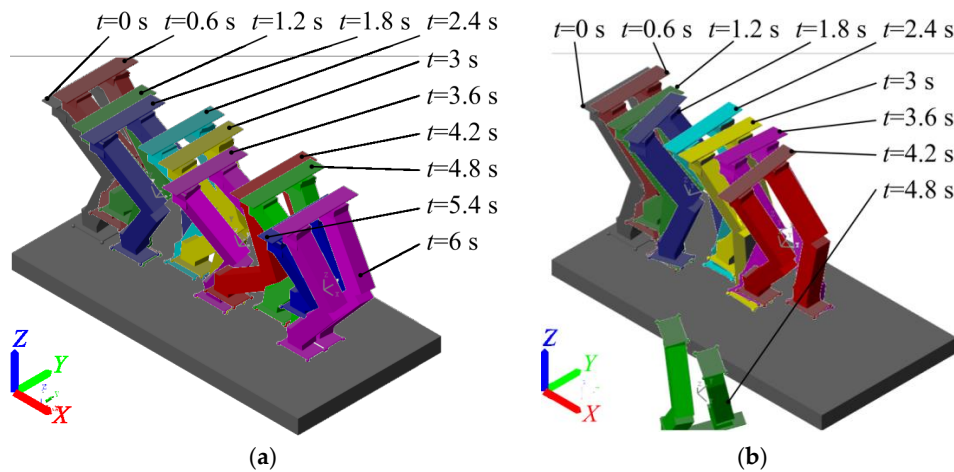 t=0 s t=0.6 s t=1.2 s t=1.8 s t=2.4 s
t=3 s
t=3.6 s
t=4.2 s
t=4.8 s
t=5.4 s
t=6 s
Z
Y
X
(a)
t=0 s t=0.6 s t=1.2 s t=1.8 s t=2.4 s
t=3 s
t=3.6 s
t=4.2 s
t=4.8 s
Z
Y
X
(b)